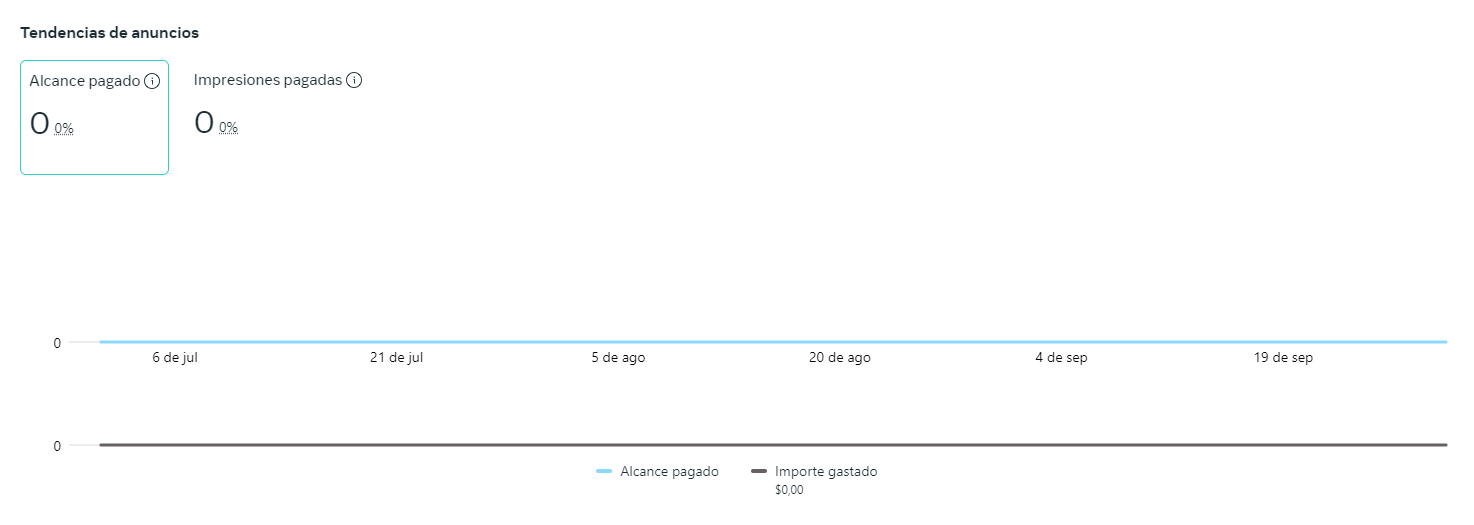 Tendencias de anuncios
Alcance pagado
0 0%
Impresiones pagadas
0 0%
0
6 de jul
21 de jul
5 de ago
20 de ago
4 de sep
19 de sep
0
Alcance pagado
Importe gastado
$0,00